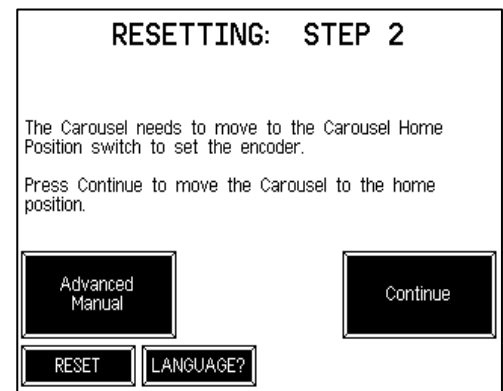 RESETTING: STEP 2
The Carousel needs to move to the Carousel Home
Position switch to set the encoder.
Press Continue to move the Carousel to the home
position.
Advanced
Manual
Continue
RESET
LANGUAGE?